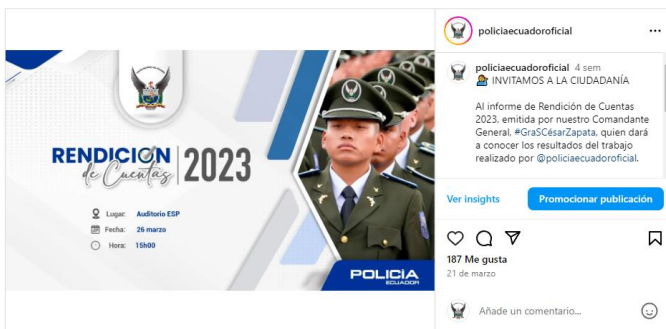 RENDICIÓN
de Cuentas
2023
Lugar: Auditorio ESP
Fecha: 26 marzo
Hora: 15h00
POLICÍA
ECUADOR
policiaecuadoroficial
policiaecuadoroficial 4 sem
INVITAMOS A LA CIUDADANÍA
Al informe de Rendición de Cuentas
2023, emitida por nuestro Comandante
General, #GraSCésarZapata, quien dará
a conocer los resultados del trabajo
realizado por @policiaecuadoroficial.
Ver insights
Promocionar publicación
187 Me gusta
21 de marzo
Añade un comentario...